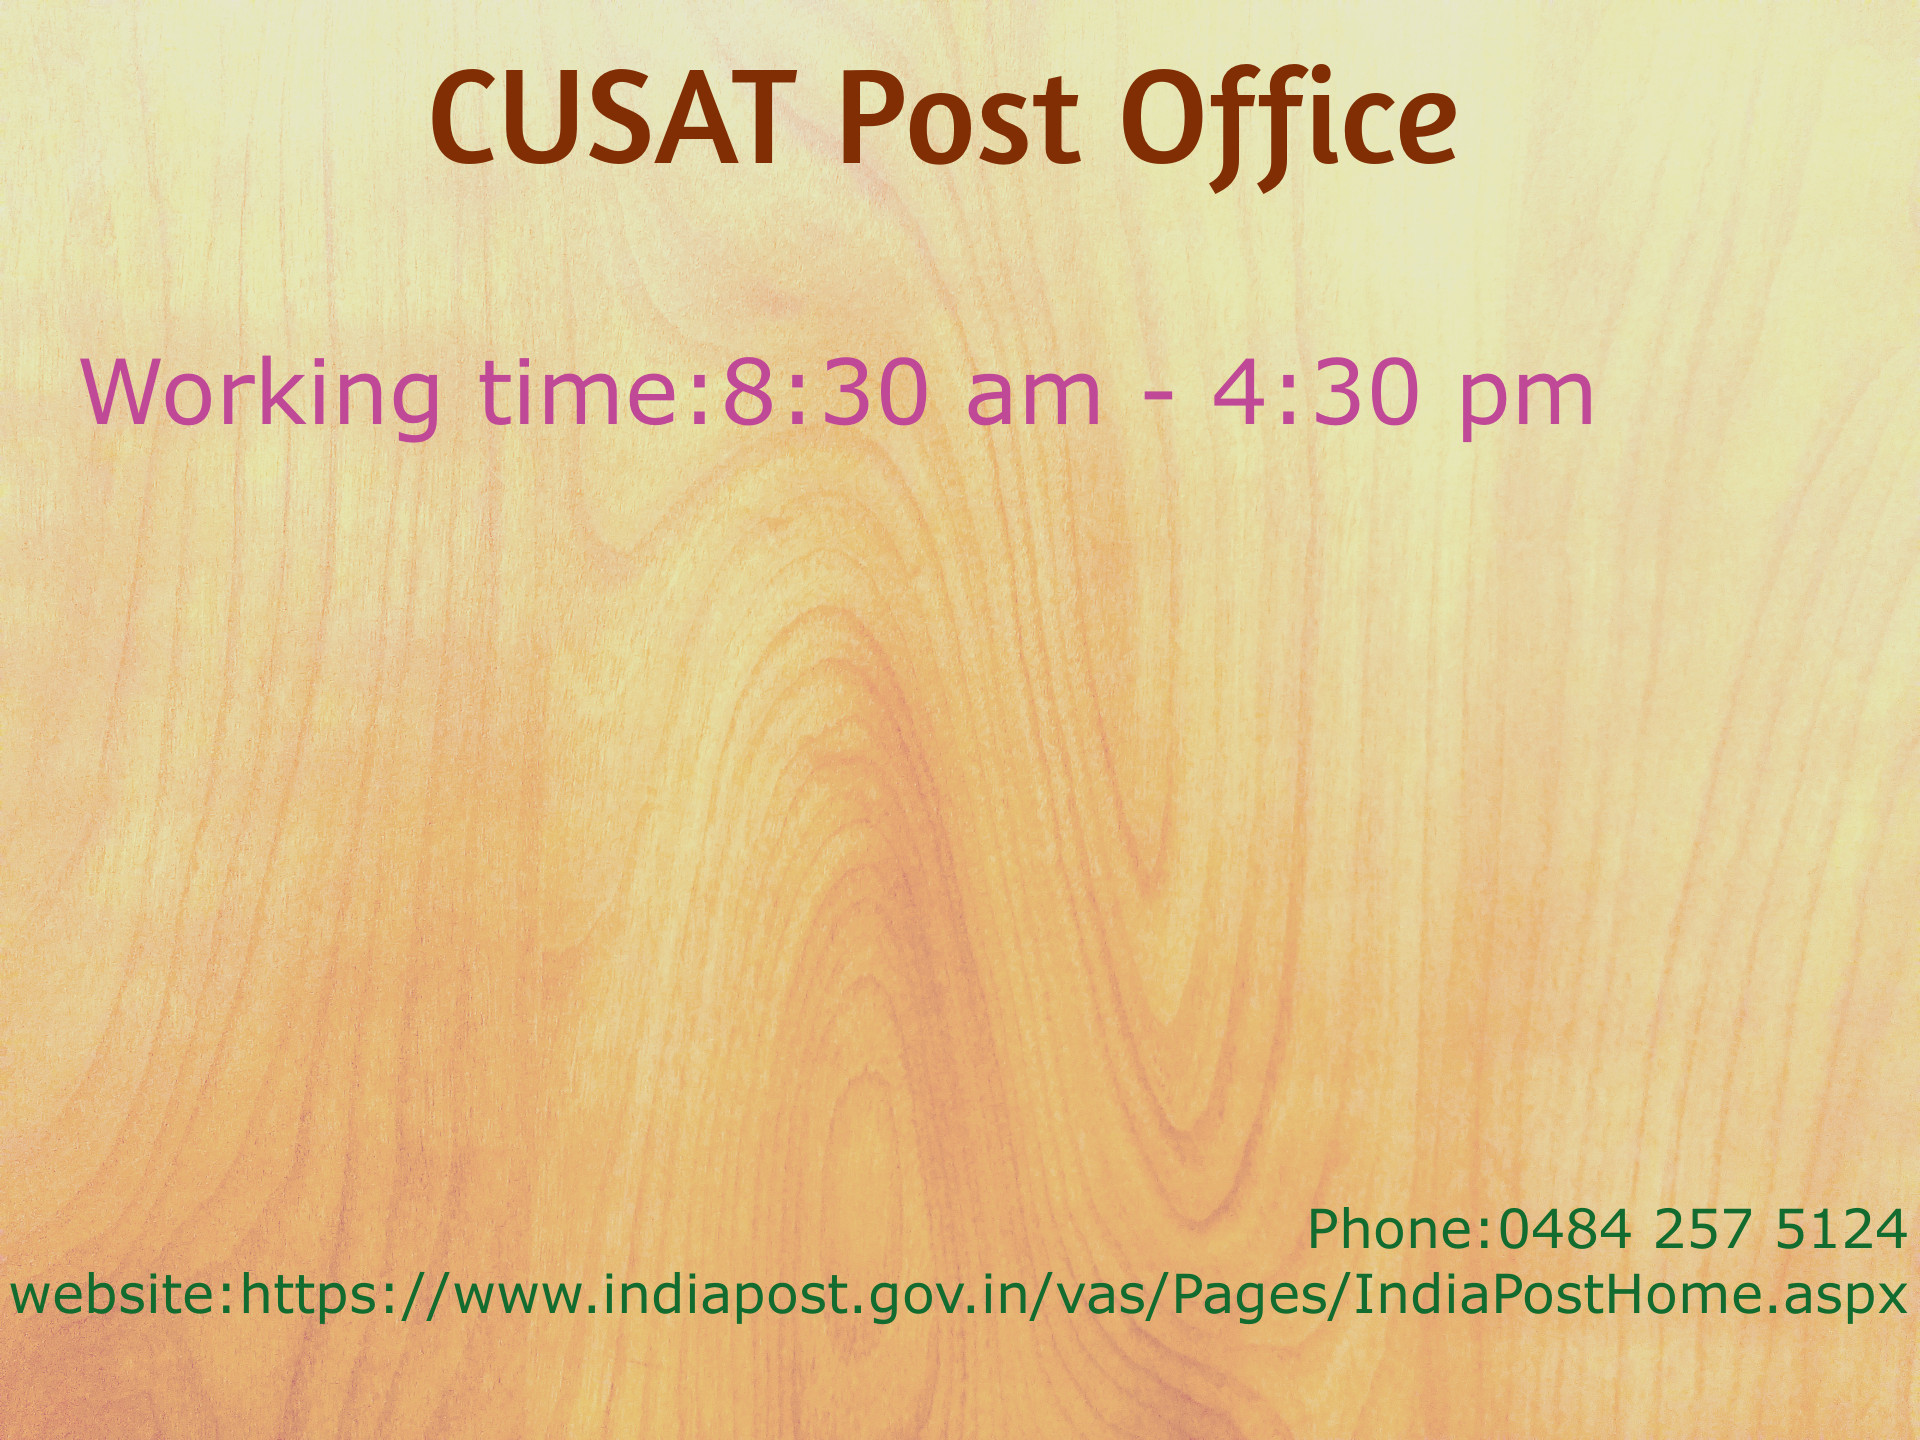 CUSAT Post Office
Working time:8:30 am - 4:30 pm
Phone:0484 257 5124
website:https://www.indiapost.gov.in/vas/Pages/IndiaPostHome.aspx